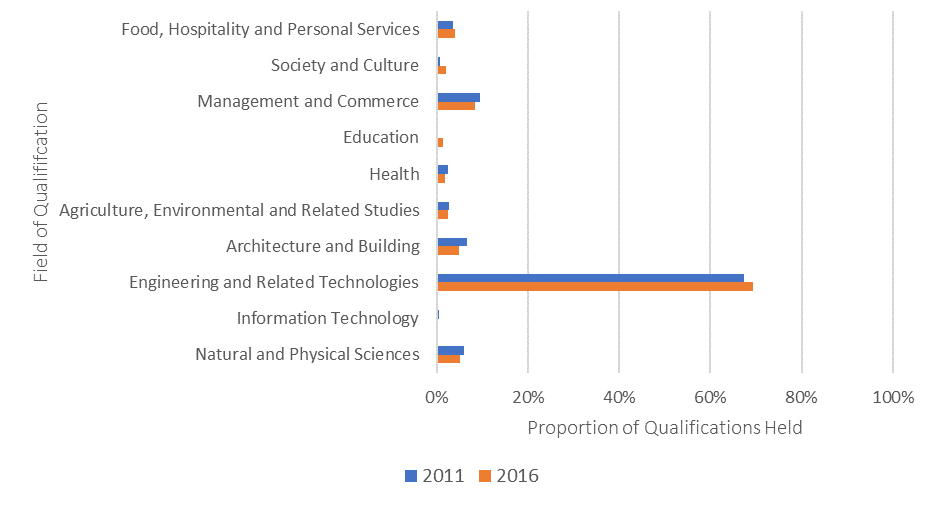 Food, Hospitality and Personal Services
Society and Culture
Management and Commerce
Education
Health
Agriculture, Environmental and Related Studies
Architecture and Building
Engineering and Related Technologies
Information Technology
Natural and Physical Sciences
Field of Qualififcation
0% 20% 40% 60% 80% 100%
Proportion of Qualifications Held
2011 2016